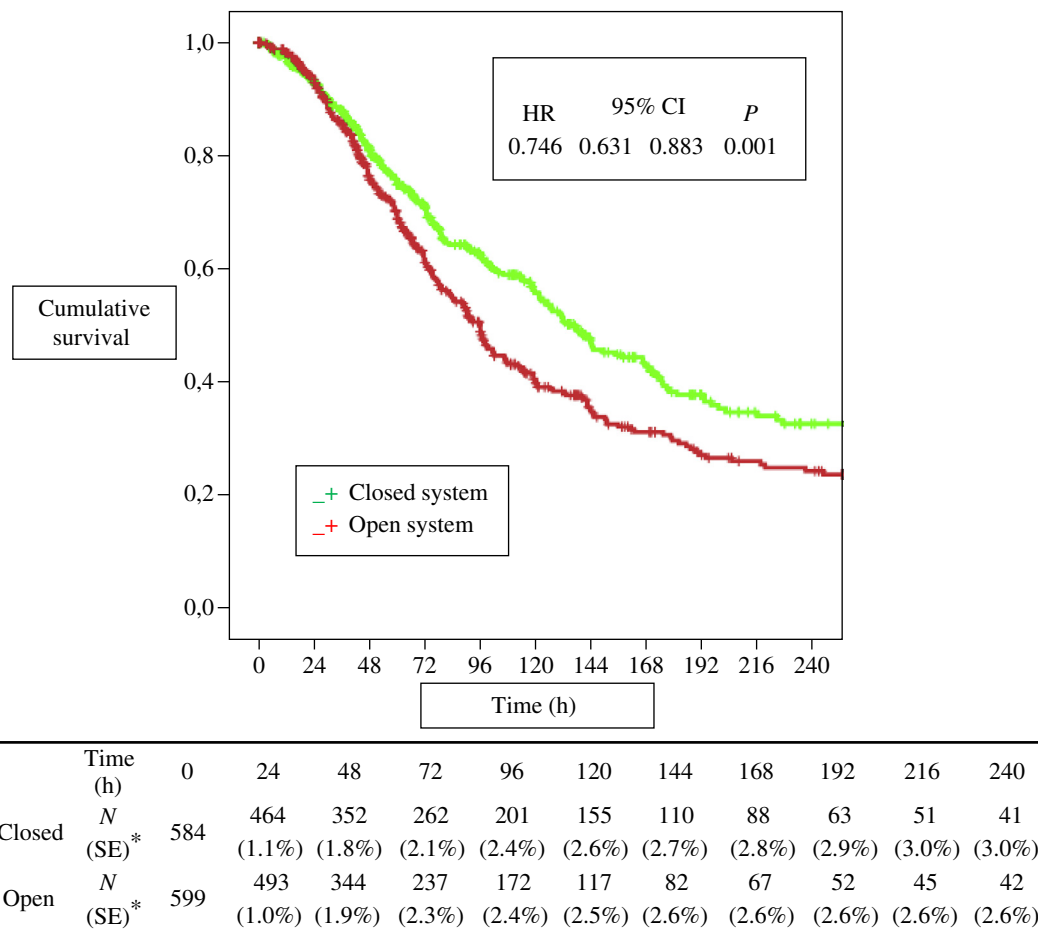 1,0
0,8
0,6
0,4
0,2
0,0
HR 95% CI P
0.746 0.631 0.883 0.001
Cumulative
survival
_+ Closed system
_+ Open system
0 24 48 72 96 120 144 168 192 216 240
Time (h)
Time (h) 0 24 48 72 96 120 144 168 192 216 240
Closed N 584 464 352 262 201 155 110 88 63 51 41
(SE)* (1.1%) (1.8%) (2.1%) (2.4%) (2.6%) (2.7%) (2.8%) (2.9%) (3.0%) (3.0%)
Open N 599 493 344 237 172 117 82 67 52 45 42
(SE)* (1.0%) (1.9%) (2.3%) (2.4%) (2.5%) (2.6%) (2.6%) (2.6%) (2.6%) (2.6%)